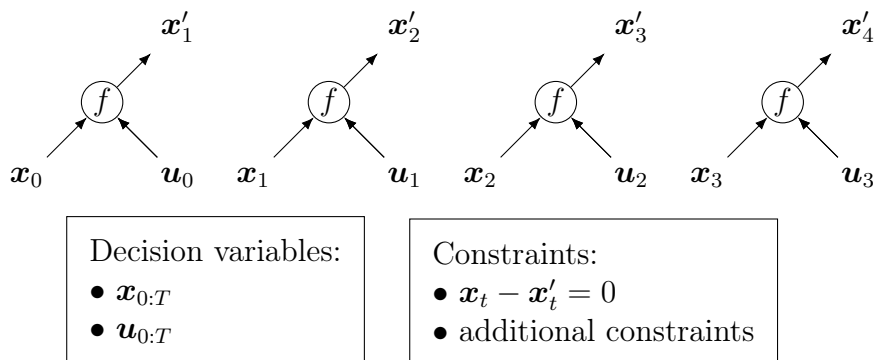 x′₁ x′₂ x′₃ x′₄
f f f f
x₀ u₀ x₁ u₁ x₂ u₂ x₃ u₃
Decision variables:
• x₀:T
• u₀:T
Constraints:
• xₜ − x′ₜ = 0
• additional constraints